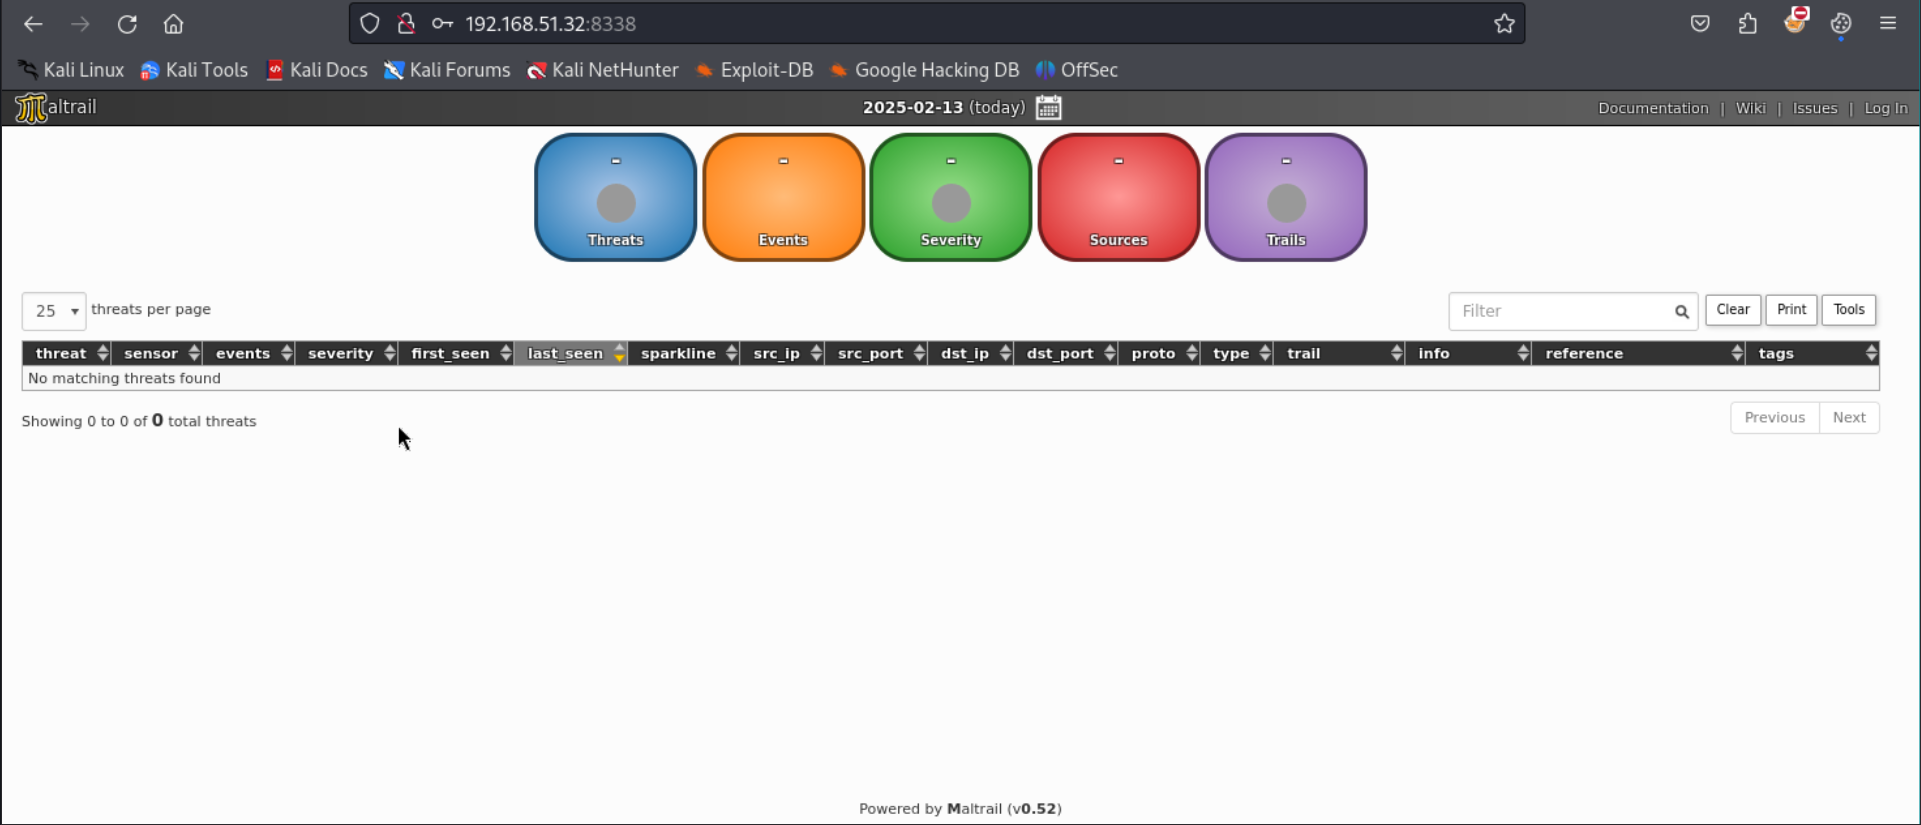 192.168.51.32:8338
Kali Linux Kali Tools Kali Docs Kali Forums Kali NetHunter Exploit-DB Google Hacking DB OffSec
Maltrail 2025-02-13 (today) Documentation | Wiki | Issues | Log In
- - - - -
Threats Events Severity Sources Trails
25 threats per page Filter Clear Print Tools
threat sensor events severity first_seen last_seen sparkline src_ip src_port dst_ip dst_port proto type trail info reference tags
No matching threats found
Showing 0 to 0 of 0 total threats Previous Next
Powered by Maltrail (v0.52)